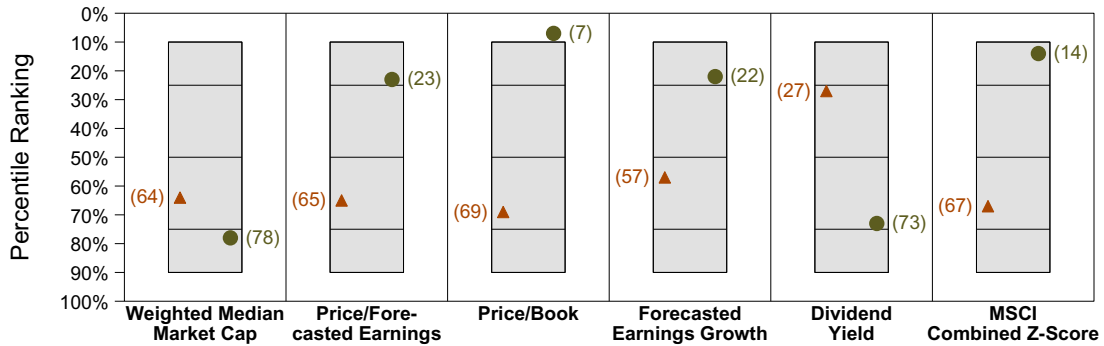 Percentile Ranking
0%
10%
20%
30%
40%
50%
60%
70%
80%
90%
100%
(64)
(78)
(65)
(23)
(69)
(7)
(57)
(22)
(27)
(73)
(67)
(14)
Weighted Median
Market Cap
Price/Fore-
casted Earnings
Price/Book
Forecasted
Earnings Growth
Dividend
Yield
MSCI
Combined Z-Score